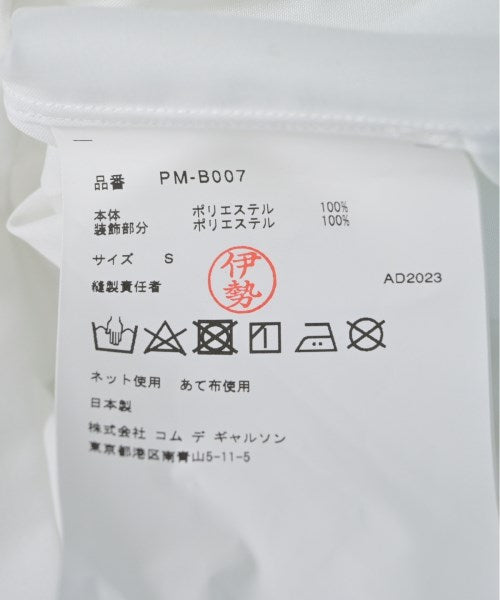 品番 PM-B007
本体 ポリエステル 100%
装飾部分 ポリエステル 100%
サイズ S
縫製責任者 伊勢
AD2023
ネット使用 あて布使用
日本製
株式会社 コム デ ギャルソン
東京都港区南青山5-11-5